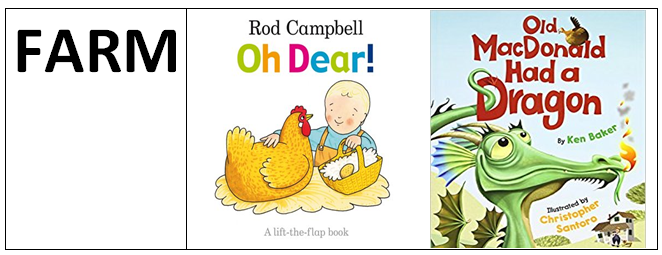 FARM
Rod Campbell
Oh Dear!
A lift-the-flap book
Old
MacDonald
Had a
Dragon
By Ken Baker
Illustrated by
Christopher
Santoro